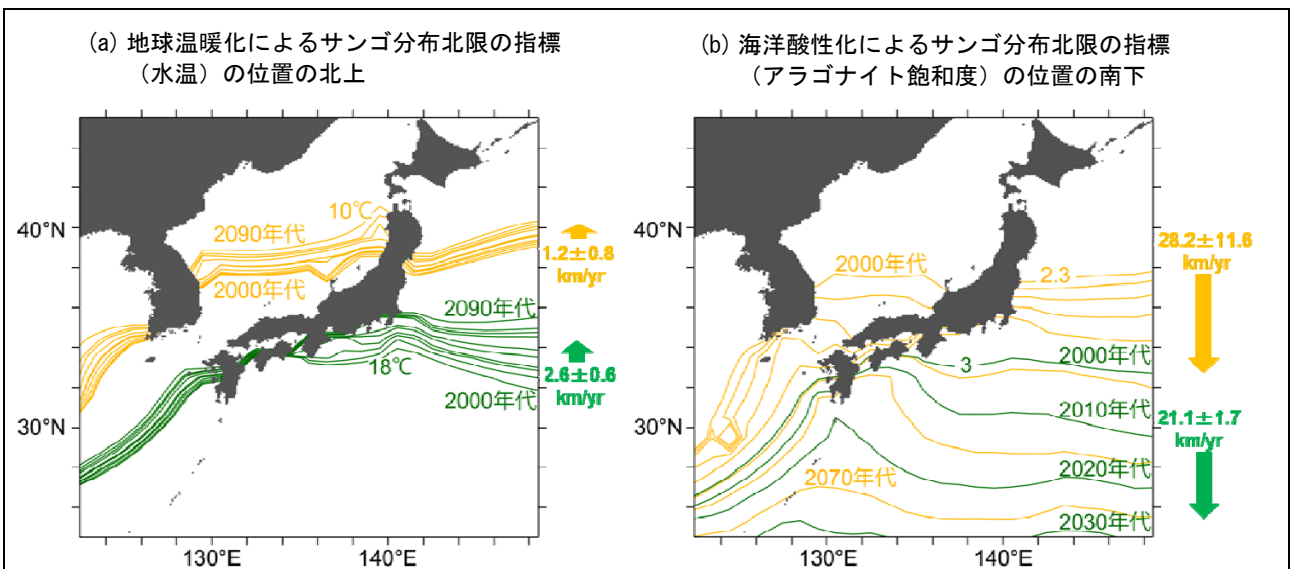 (a) 地球温暖化によるサンゴ分布北限の指標
（水温）の位置の北上
10℃
2090年代
40°N
1.2±0.8
km/yr
2000年代
2090年代
18℃
2.6±0.6
km/yr
2000年代
30°N
130°E
140°E
(b) 海洋酸性化によるサンゴ分布北限の指標
（アラゴナイト飽和度）の位置の南下
40°N
28.2±11.6
km/yr
2000年代
2.3
3
2000年代
2010年代
30°N
21.1±1.7
km/yr
2020年代
2070年代
2030年代
130°E
140°E